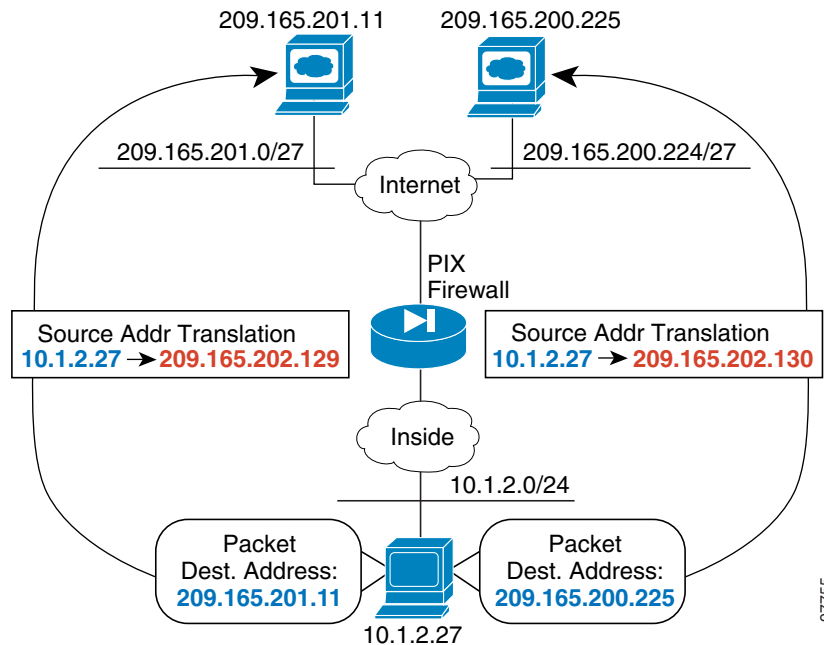 209.165.201.11
209.165.200.225
209.165.201.0/27
209.165.200.224/27
Internet
PIX
Firewall
Source Addr Translation
10.1.2.27 → 209.165.202.129
Source Addr Translation
10.1.2.27 → 209.165.202.130
Inside
10.1.2.0/24
Packet
Dest. Address:
209.165.201.11
Packet
Dest. Address:
209.165.200.225
10.1.2.27